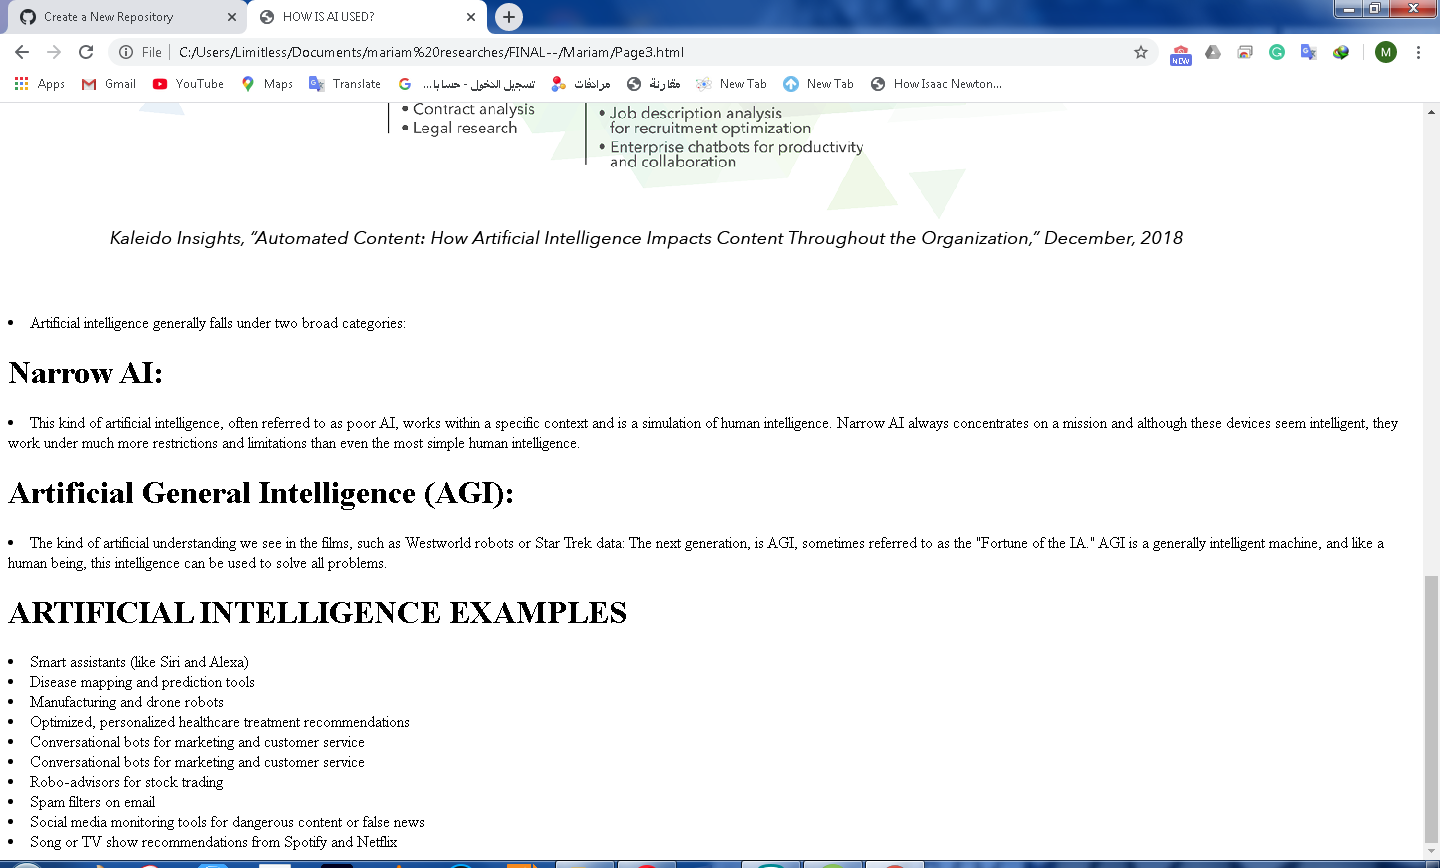 Create a New Repository
HOW IS AI USED?
File
C:/Users/Limitless/Documents/mariam%20researches/FINAL--/Mariam/Page3.html
NEW
M
Apps
Gmail
YouTube
Maps
Translate
تسجيل الدخول - حسابا...
مرادفات
مقارنة
New Tab
New Tab
How Isaac Newton...
• Contract analysis
• Legal research
• Job description analysis
for recruitment optimization
• Enterprise chatbots for productivity
and collaboration
Kaleido Insights, “Automated Content: How Artificial Intelligence Impacts Content Throughout the Organization,” December, 2018
• Artificial intelligence generally falls under two broad categories:
Narrow AI:
• This kind of artificial intelligence, often referred to as poor AI, works within a specific context and is a simulation of human intelligence. Narrow AI always concentrates on a mission and although these devices seem intelligent, they
work under much more restrictions and limitations than even the most simple human intelligence.
Artificial General Intelligence (AGI):
• The kind of artificial understanding we see in the films, such as Westworld robots or Star Trek data: The next generation, is AGI, sometimes referred to as the "Fortune of the IA." AGI is a generally intelligent machine, and like a
human being, this intelligence can be used to solve all problems.
ARTIFICIAL INTELLIGENCE EXAMPLES
• Smart assistants (like Siri and Alexa)
• Disease mapping and prediction tools
• Manufacturing and drone robots
• Optimized, personalized healthcare treatment recommendations
• Conversational bots for marketing and customer service
• Conversational bots for marketing and customer service
• Robo-advisors for stock trading
• Spam filters on email
• Social media monitoring tools for dangerous content or false news
• Song or TV show recommendations from Spotify and Netflix